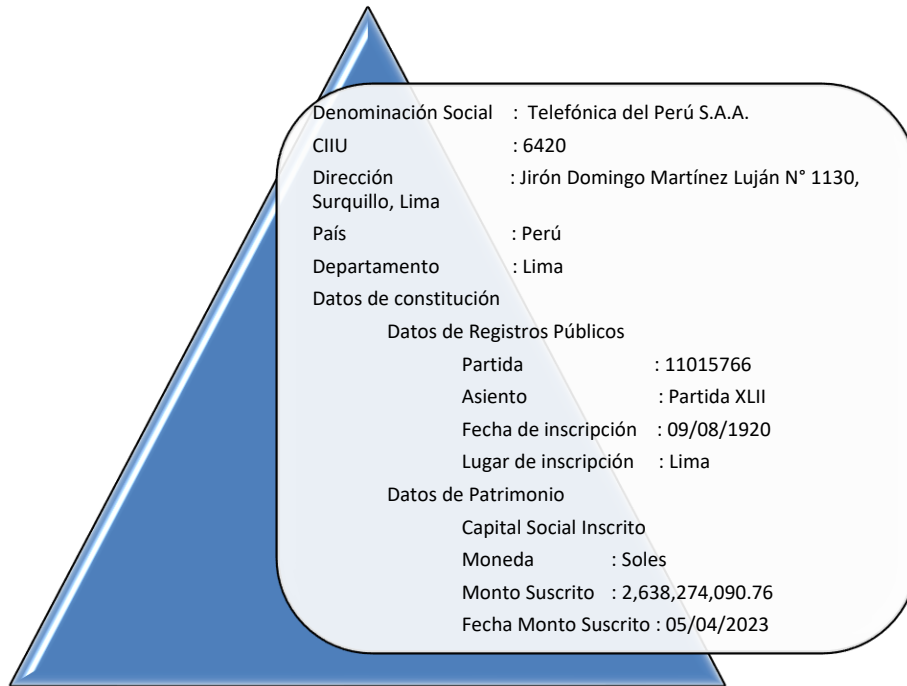 Denominación Social : Telefónica del Perú S.A.A.
CIIU : 6420
Dirección : Jirón Domingo Martínez Luján N° 1130,
Surquillo, Lima
País : Perú
Departamento : Lima
Datos de constitución
Datos de Registros Públicos
Partida : 11015766
Asiento : Partida XLII
Fecha de inscripción : 09/08/1920
Lugar de inscripción : Lima
Datos de Patrimonio
Capital Social Inscrito
Moneda : Soles
Monto Suscrito : 2,638,274,090.76
Fecha Monto Suscrito : 05/04/2023